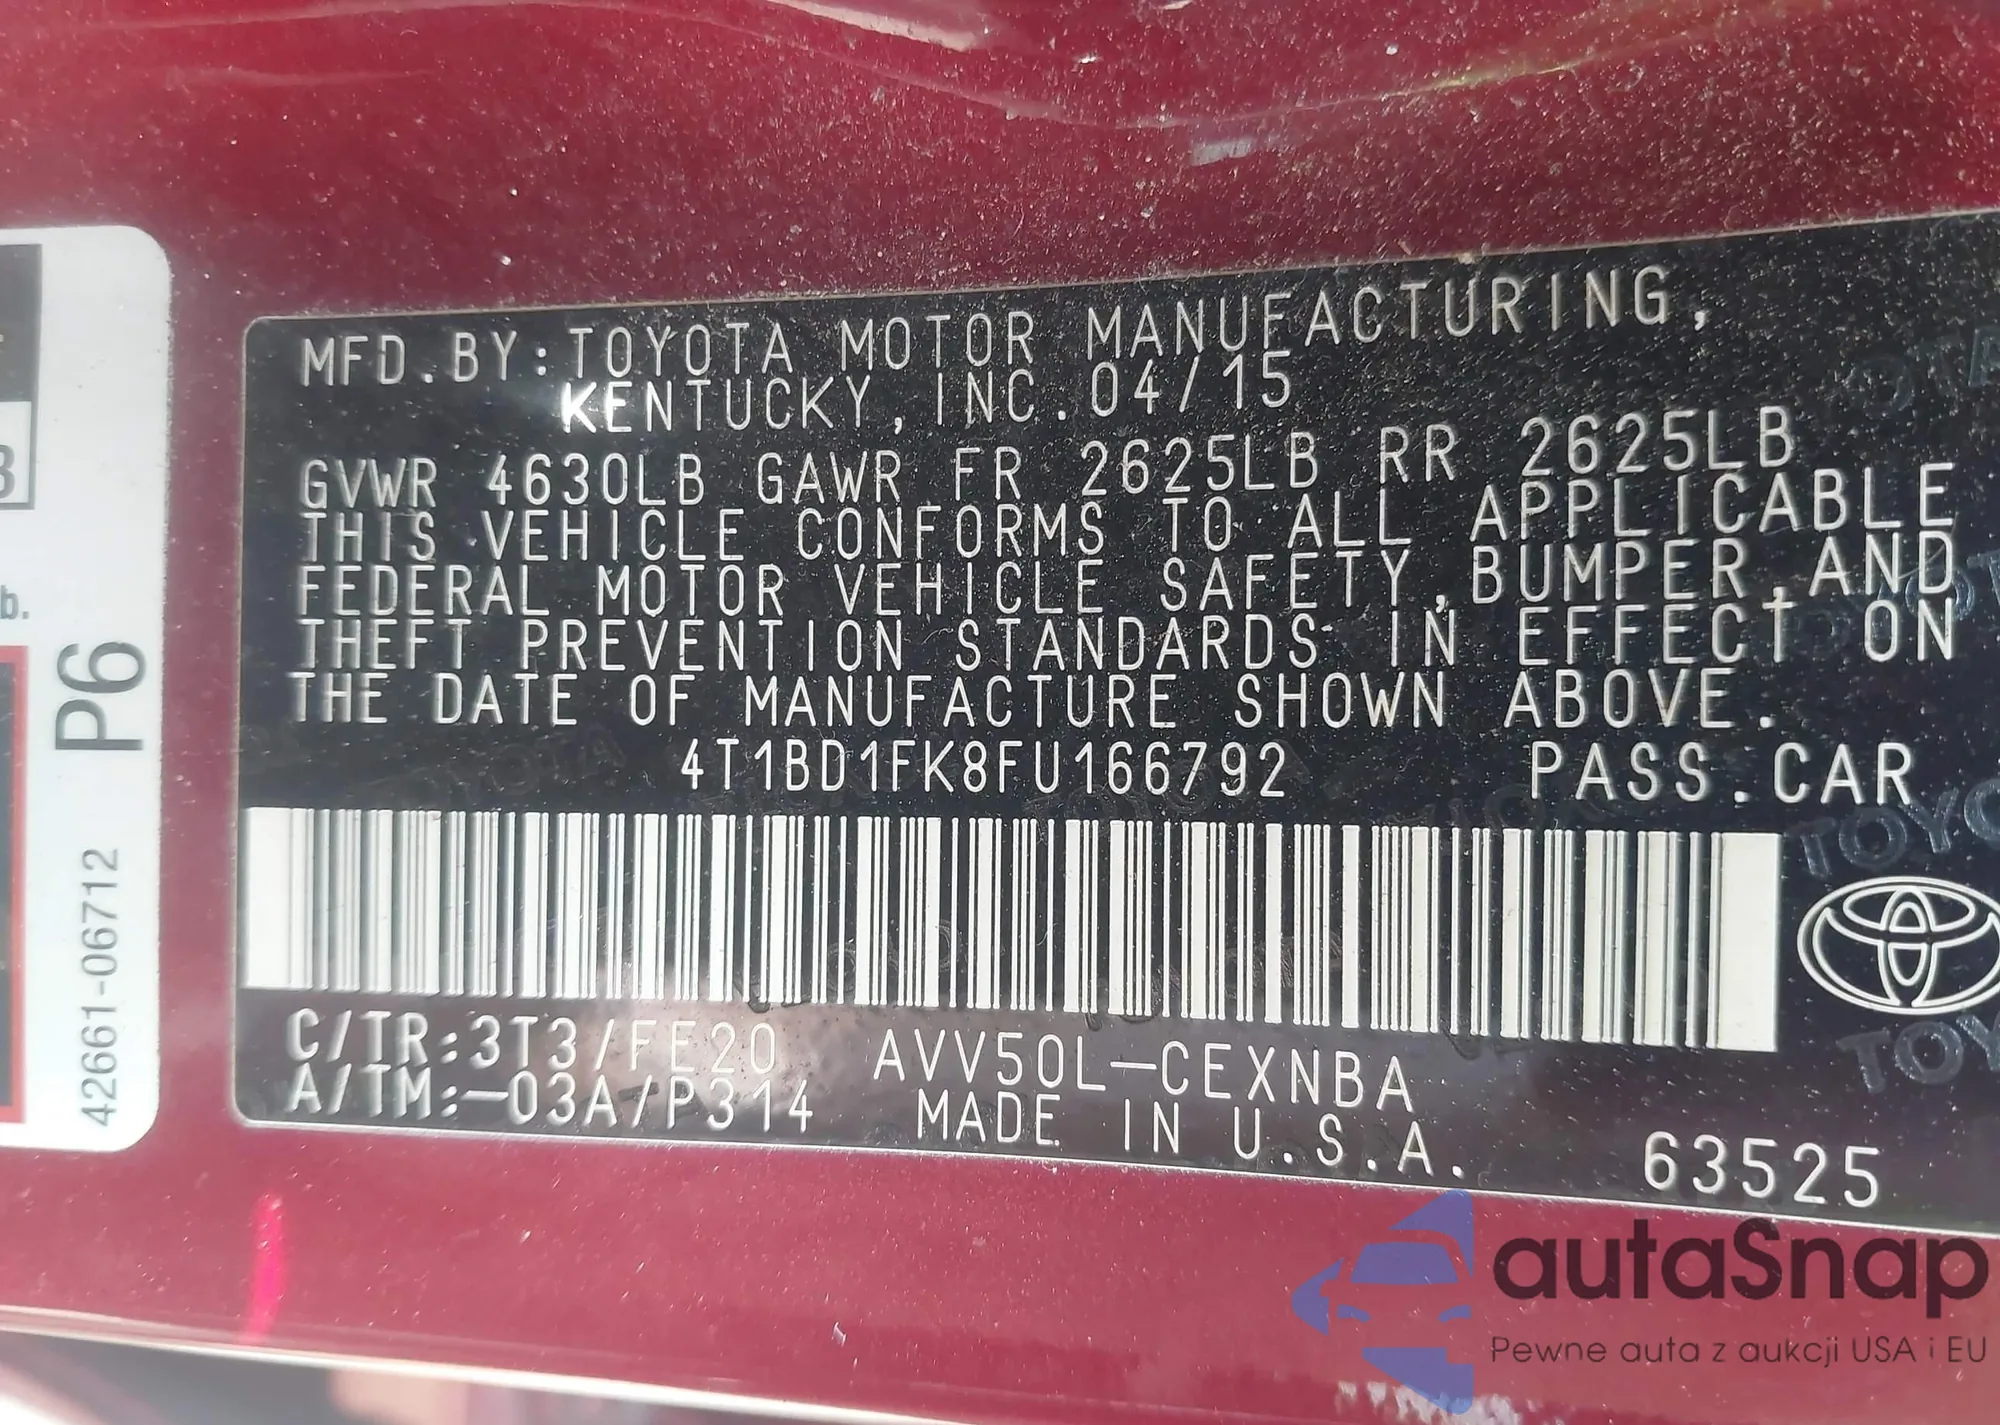 MFD.BY:TOYOTA MOTOR MANUFACTURING,
KENTUCKY, INC. 04/15
GVWR 4630LB GAWR FR 2625LB RR 2625LB
THIS VEHICLE CONFORMS TO ALL APPLICABLE
FEDERAL MOTOR VEHICLE SAFETY,BUMPER,AND
THEFT PREVENTION STANDARDS IN EFFECT ON
THE DATE OF MANUFACTURE SHOWN ABOVE.
4T1BD1FK8FU166792 PASS.CAR
C/TR:3T3/FE20 AVV50L-CEXNBA
A/TM:-03A/P314 MADE IN U.S.A.
63525
b.
P6
42661-06712
TOYOTA
autaSnap
Pewne auta z aukcji USA i EU